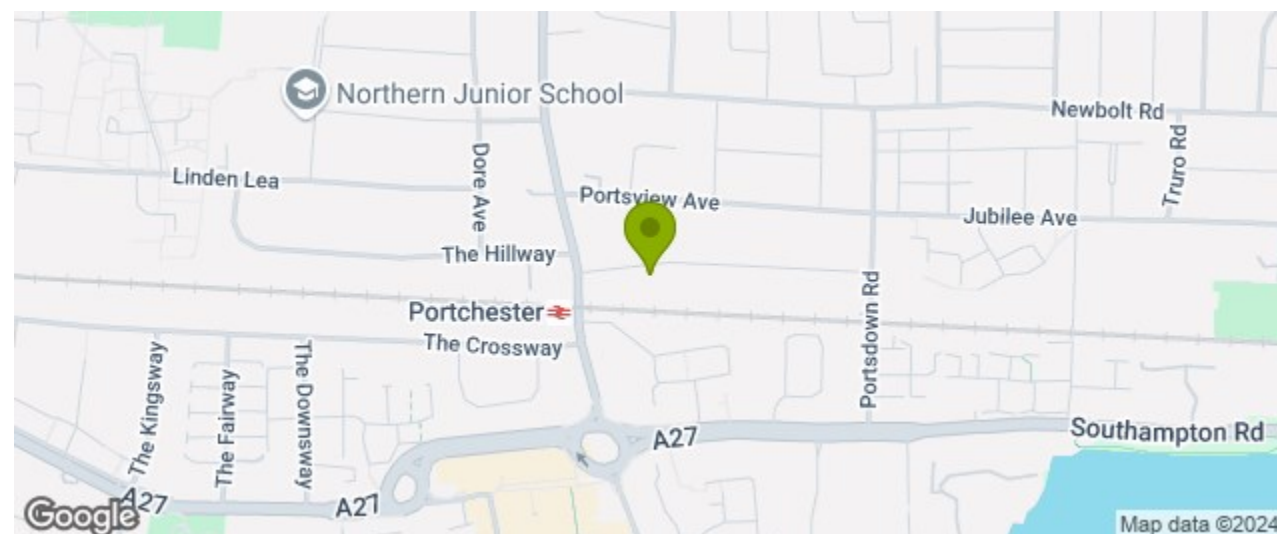 Northern Junior School
Newbolt Rd
Truro Rd
Dore Ave
Linden Lea
Portsview Ave
Jubilee Ave
The Hillway
Portchester
Portsdown Rd
The Crossway
The Kingsway
The Fairway
The Downsway
A27
Southampton Rd
A27
A27
Google
Map data ©2024